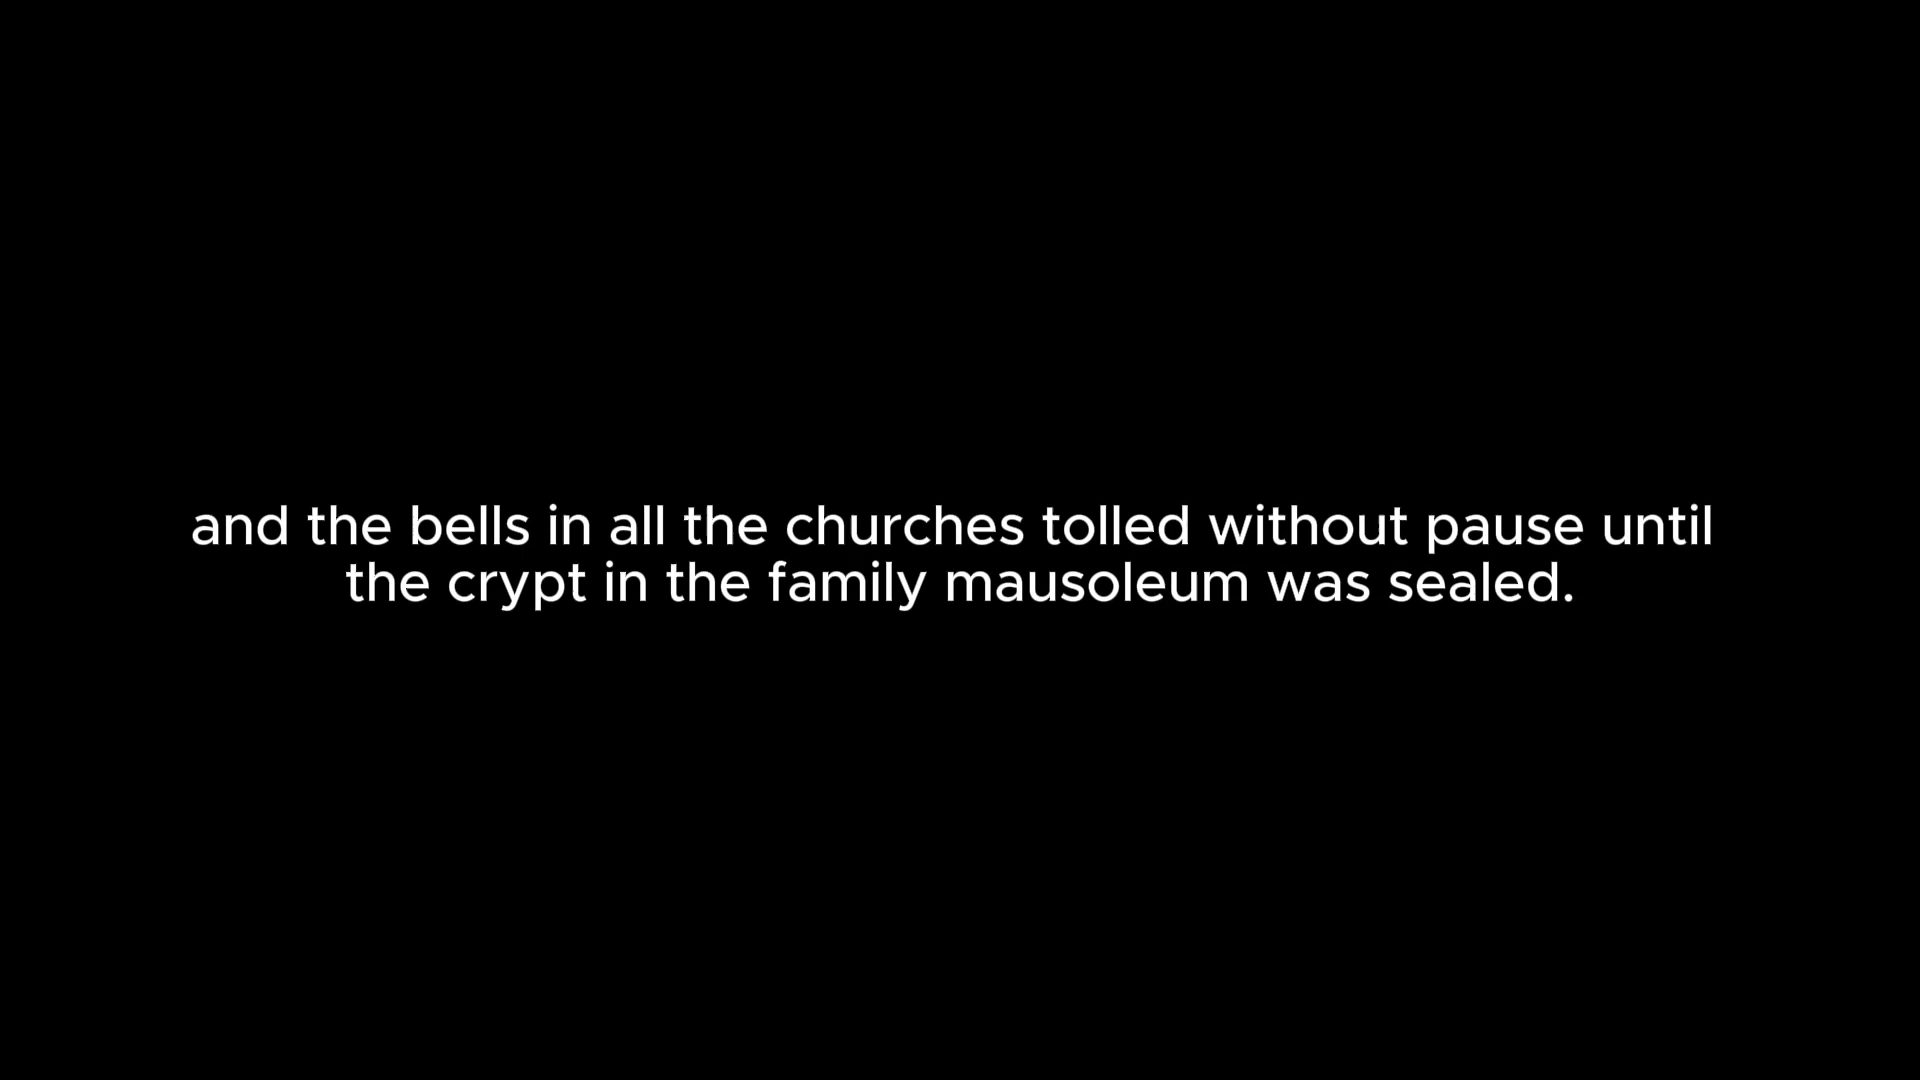 and the bells in all the churches tolled without pause until
the crypt in the family mausoleum was sealed.